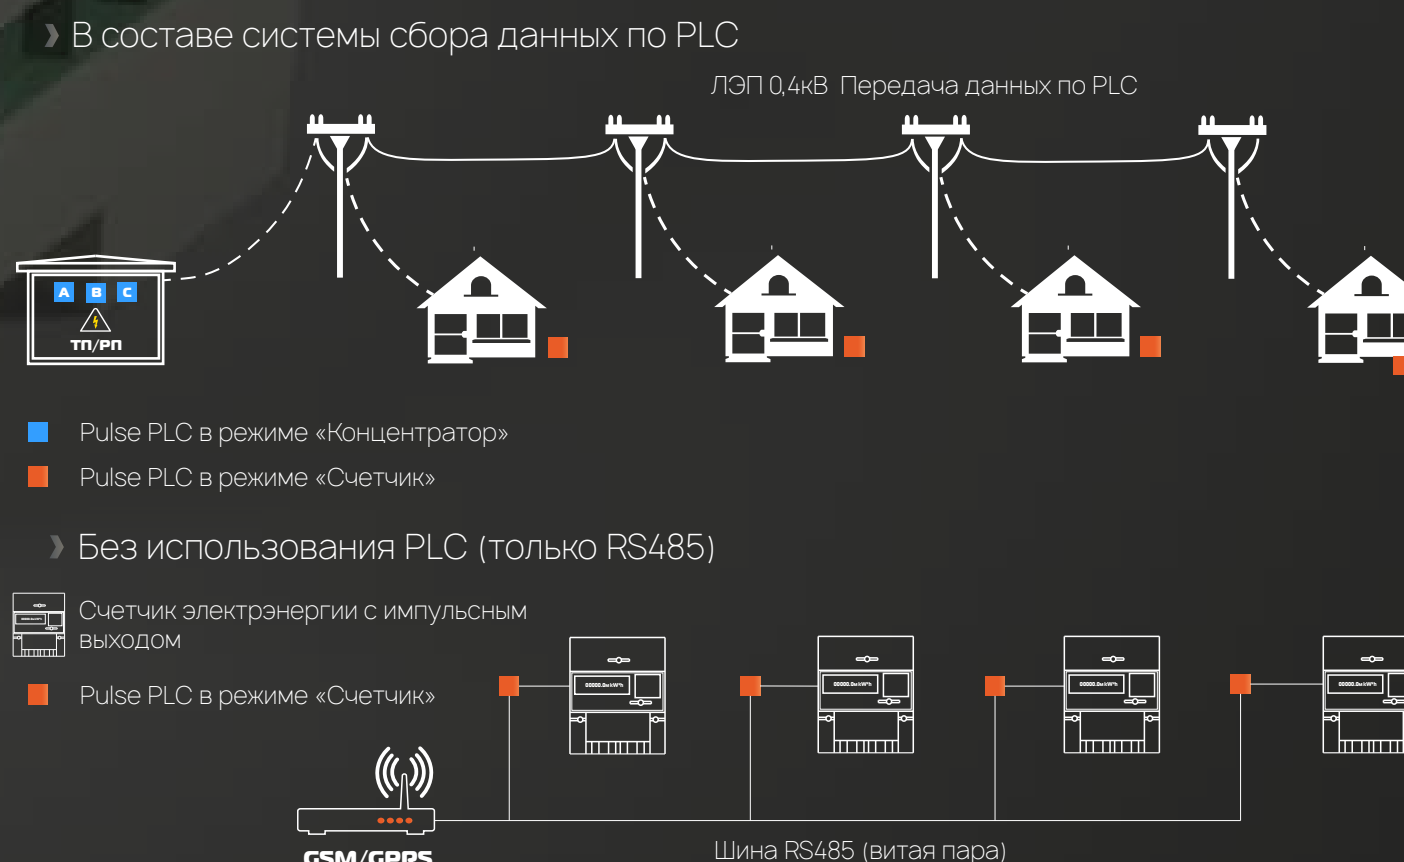 В составе системы сбора данных по PLC
ЛЭП 0,4кВ Передача данных по PLC
A B C
ТП/РП
Pulse PLC в режиме «Концентратор»
Pulse PLC в режиме «Счетчик»
Без использования PLC (только RS485)
Счетчик электрэнергии с импульсным
выходом
Pulse PLC в режиме «Счетчик»
GSM/GPRS
Шина RS485 (витая пара)